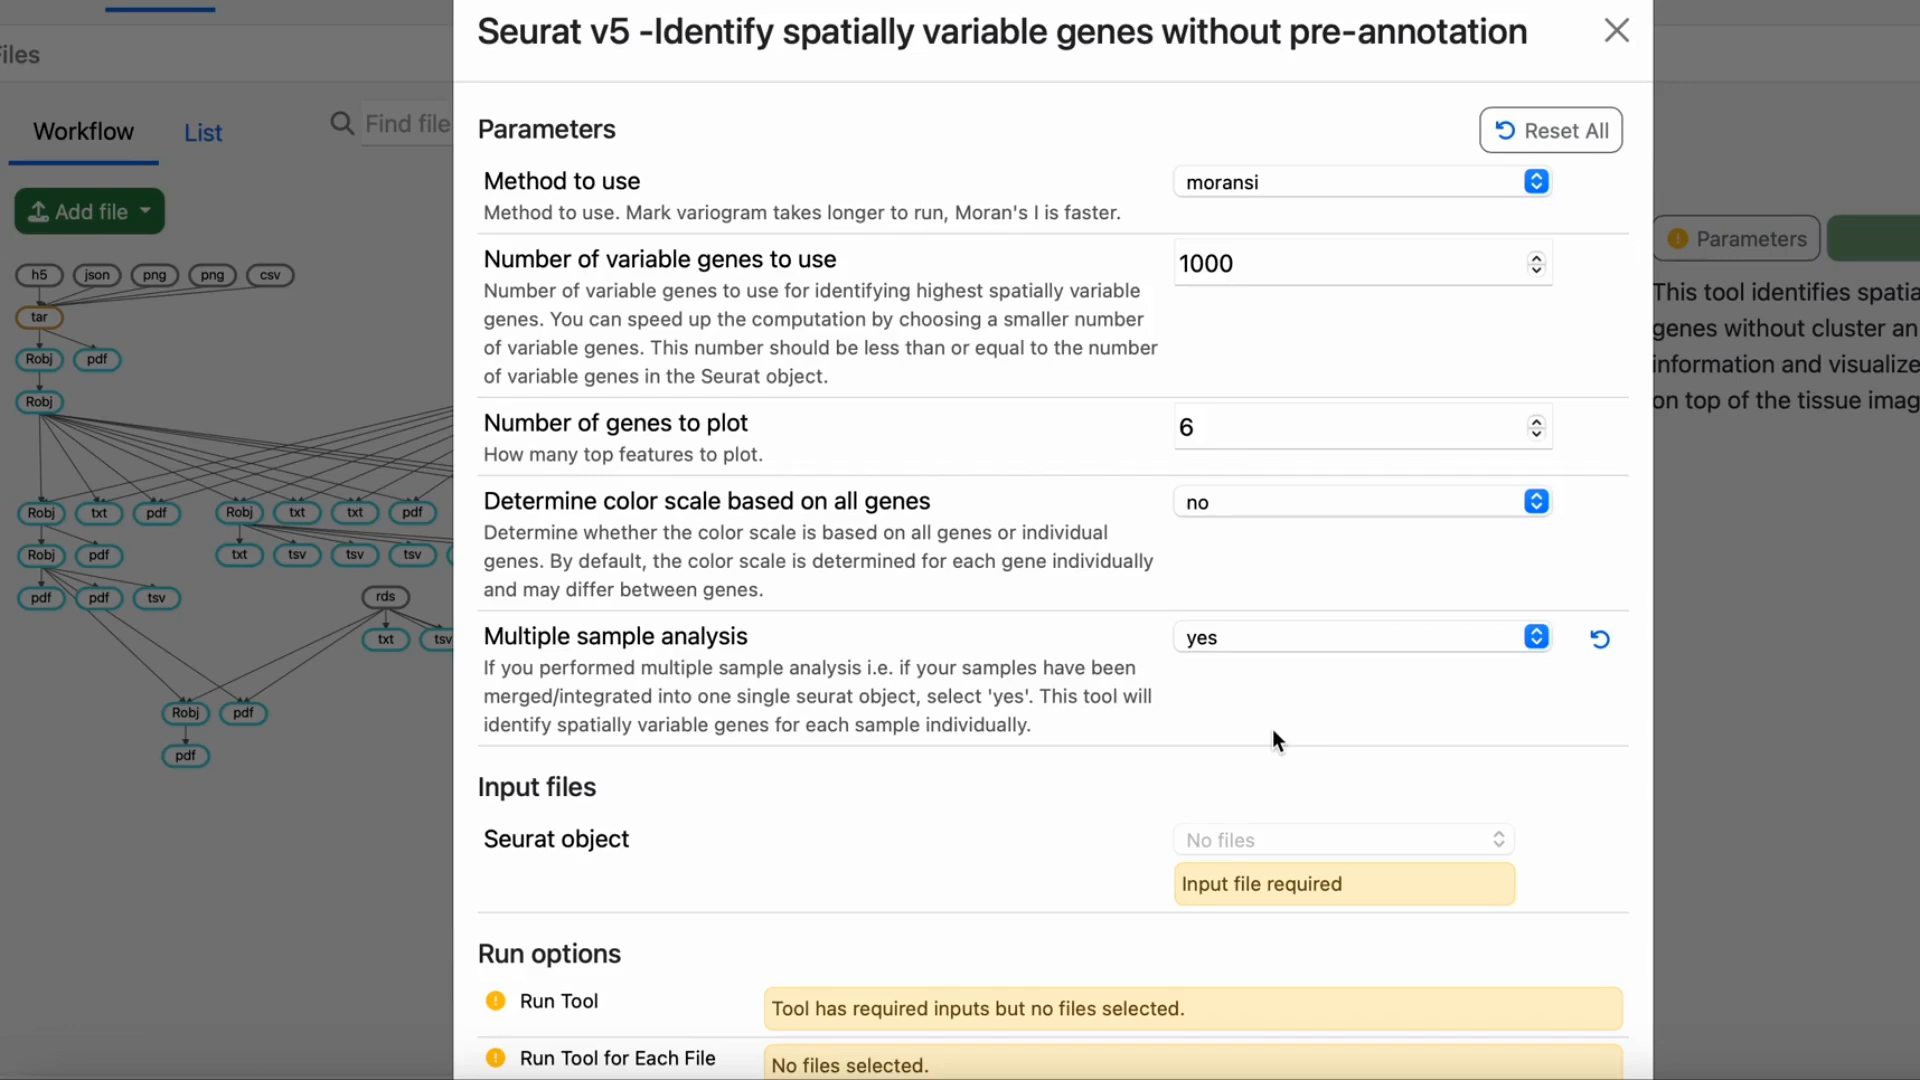 Seurat v5 -Identify spatially variable genes without pre-annotation
Files
Workflow
List
Find file
Add file
h5
json
png
png
csv
tar
Robj
pdf
Robj
Robj
txt
pdf
Robj
txt
txt
pdf
Robj
pdf
txt
tsv
tsv
tsv
pdf
pdf
tsv
rds
txt
tsv
Robj
pdf
pdf
Parameters
Reset All
Method to use
moransi
Method to use. Mark variogram takes longer to run, Moran's I is faster.
Number of variable genes to use
1000
Number of variable genes to use for identifying highest spatially variable
genes. You can speed up the computation by choosing a smaller number
of variable genes. This number should be less than or equal to the number
of variable genes in the Seurat object.
Number of genes to plot
6
How many top features to plot.
Determine color scale based on all genes
no
Determine whether the color scale is based on all genes or individual
genes. By default, the color scale is determined for each gene individually
and may differ between genes.
Multiple sample analysis
yes
If you performed multiple sample analysis i.e. if your samples have been
merged/integrated into one single seurat object, select 'yes'. This tool will
identify spatially variable genes for each sample individually.
Input files
Seurat object
No files
Input file required
Run options
Run Tool
Tool has required inputs but no files selected.
Run Tool for Each File
No files selected.
Parameters
This tool identifies spatia
genes without cluster an
information and visualize
on top of the tissue imag